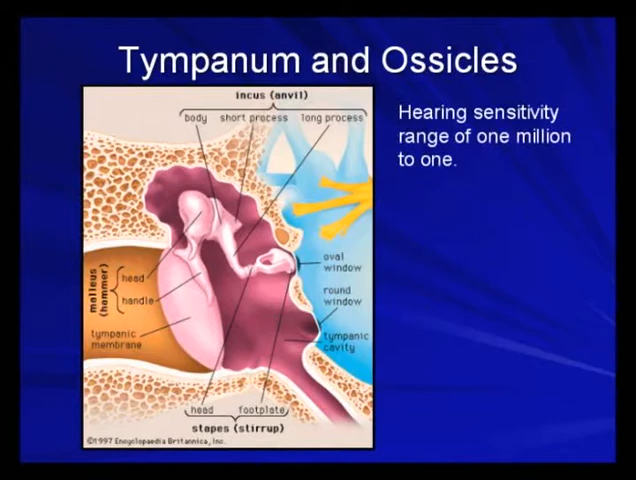 Tympanum and Ossicles
incus (anvil)
body short process long process
Hearing sensitivity
range of one million
to one.
malleus
(hammer)
head
handle
tympanic
membrane
oval
window
round
window
tympanic
cavity
head footplate
stapes (stirrup)
©1997 Encyclopaedia Britannica, Inc.